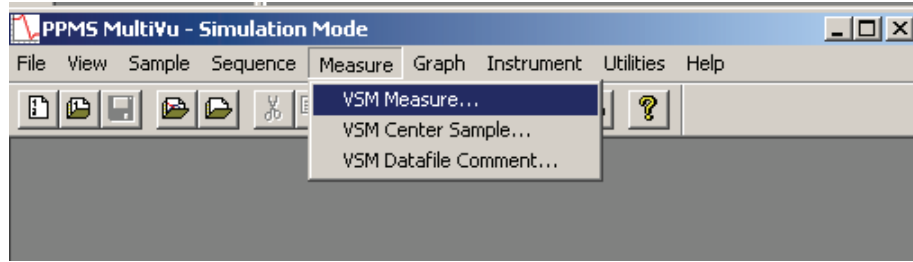 PPMS MultiVu - Simulation Mode
File View Sample Sequence Measure Graph Instrument Utilities Help
VSM Measure...
VSM Center Sample...
VSM Datafile Comment...